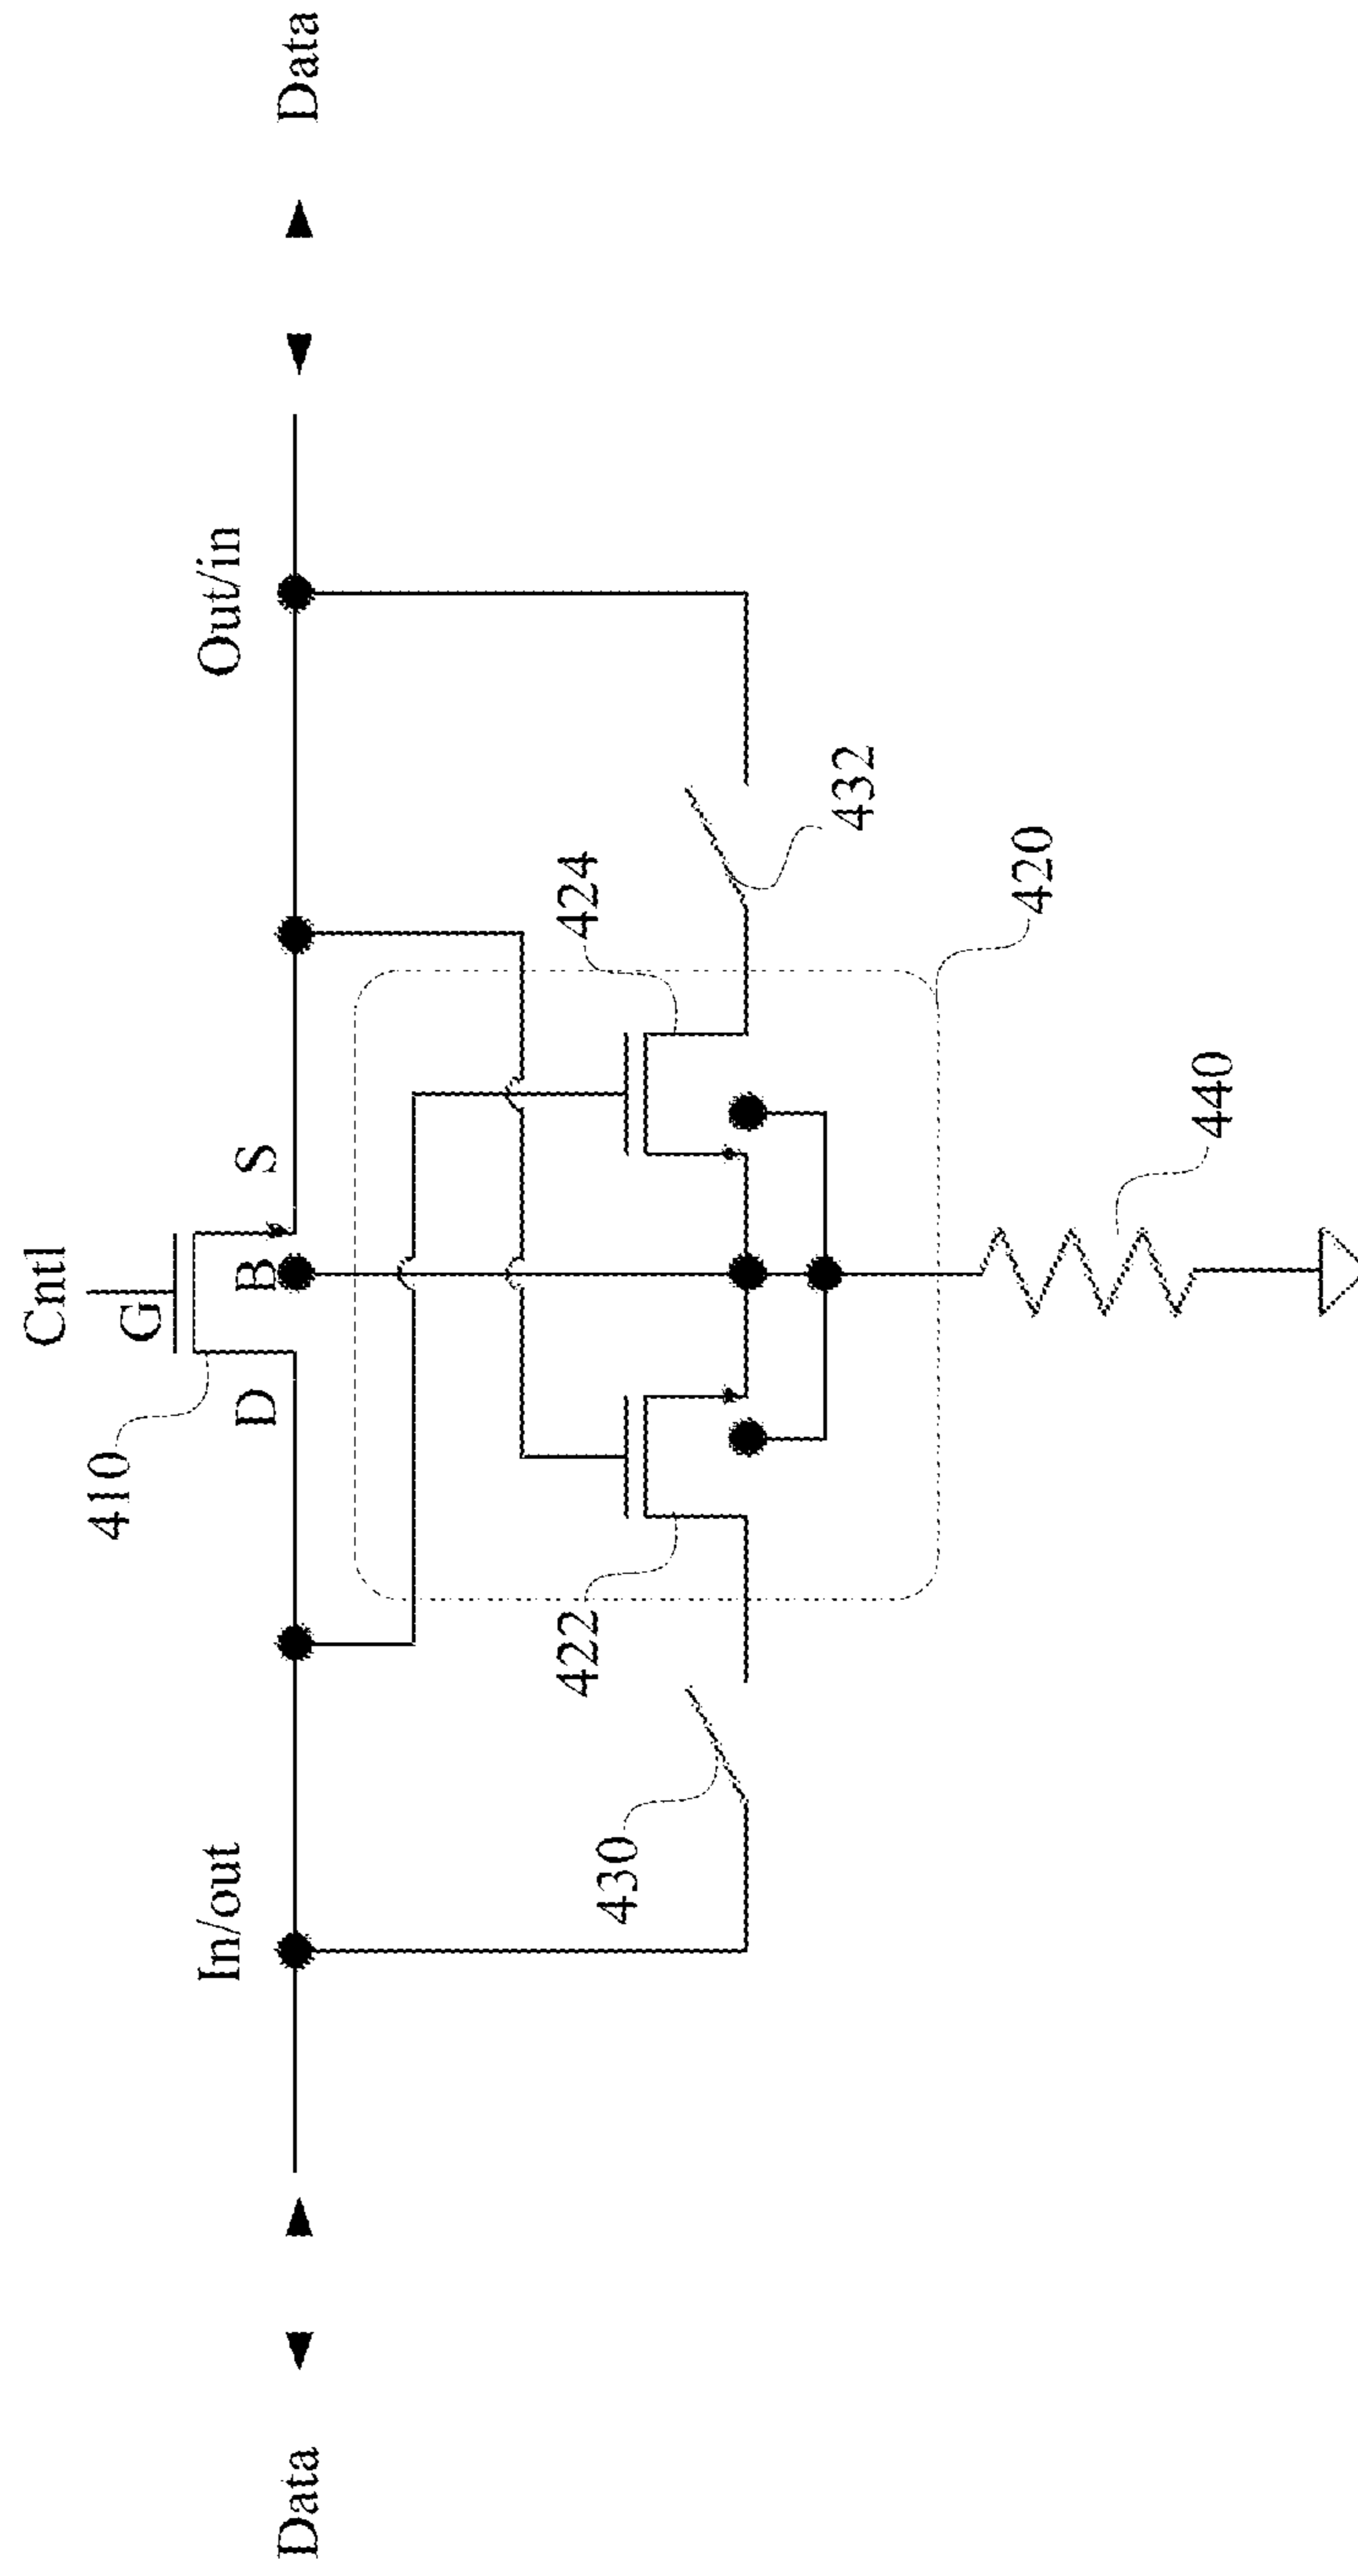 Cntl
G
410
D
B
S
In/out
Out/in
Data
Data
422
424
430
432
420
440